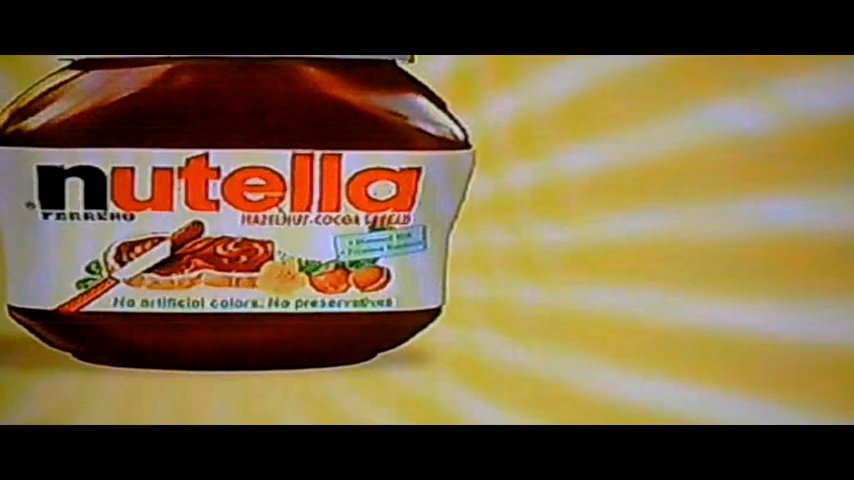 nutella
® FERRERO
HAZELNUT-COCOA SPREAD
No artificial colors. No preservatives